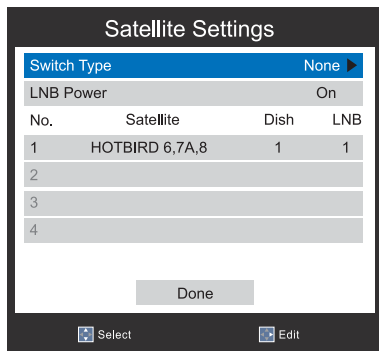 Satellite Settings
Switch Type None
LNB Power On
No. Satellite Dish LNB
1 HOTBIRD 6,7A,8 1 1
2
3
4
Done
Select Edit